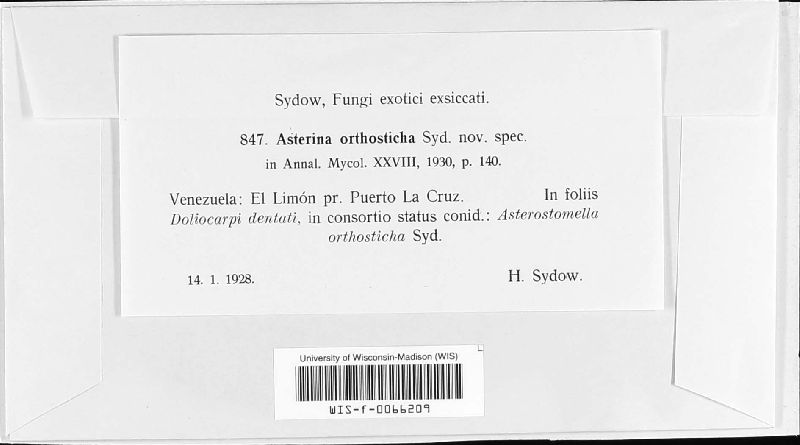 Sydow, Fungi exotici exsiccati.
847. Asterina orthosticha Syd. nov. spec.
in Annal. Mycol. XXVIII, 1930, p. 140.
Venezuela: El Limón pr. Puerto La Cruz. In foliis
Doliocarpi dentati, in consortio status conid.: Asterostomella
orthosticha Syd.
14. 1. 1928. H. Sydow.
University of Wisconsin-Madison (WIS)
WIS-f-0066209